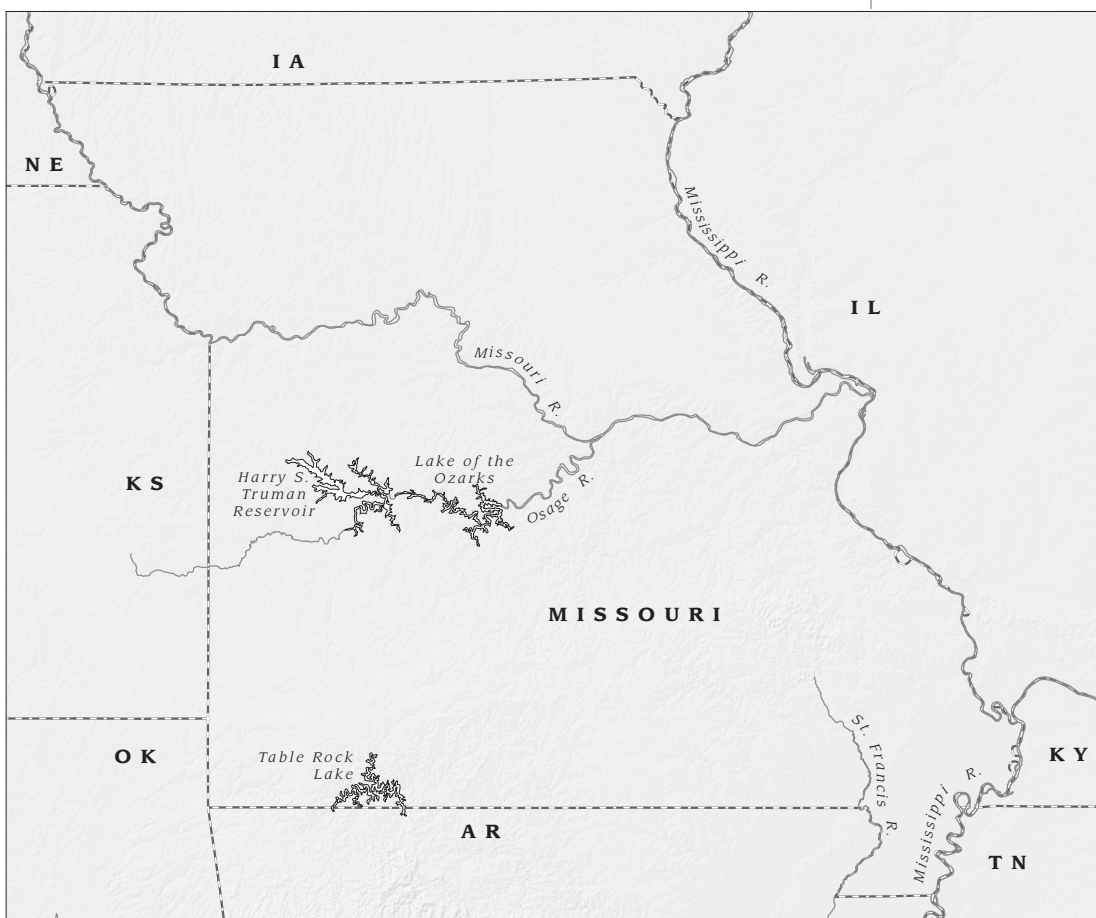 IA
NE
Mississippi R.
IL
Missouri R.
Lake of the
Ozarks
Harry S.
Truman
Reservoir
KS
Osage R.
MISSOURI
St. Francis R.
OK
Table Rock
Lake
KY
Mississippi R.
AR
TN